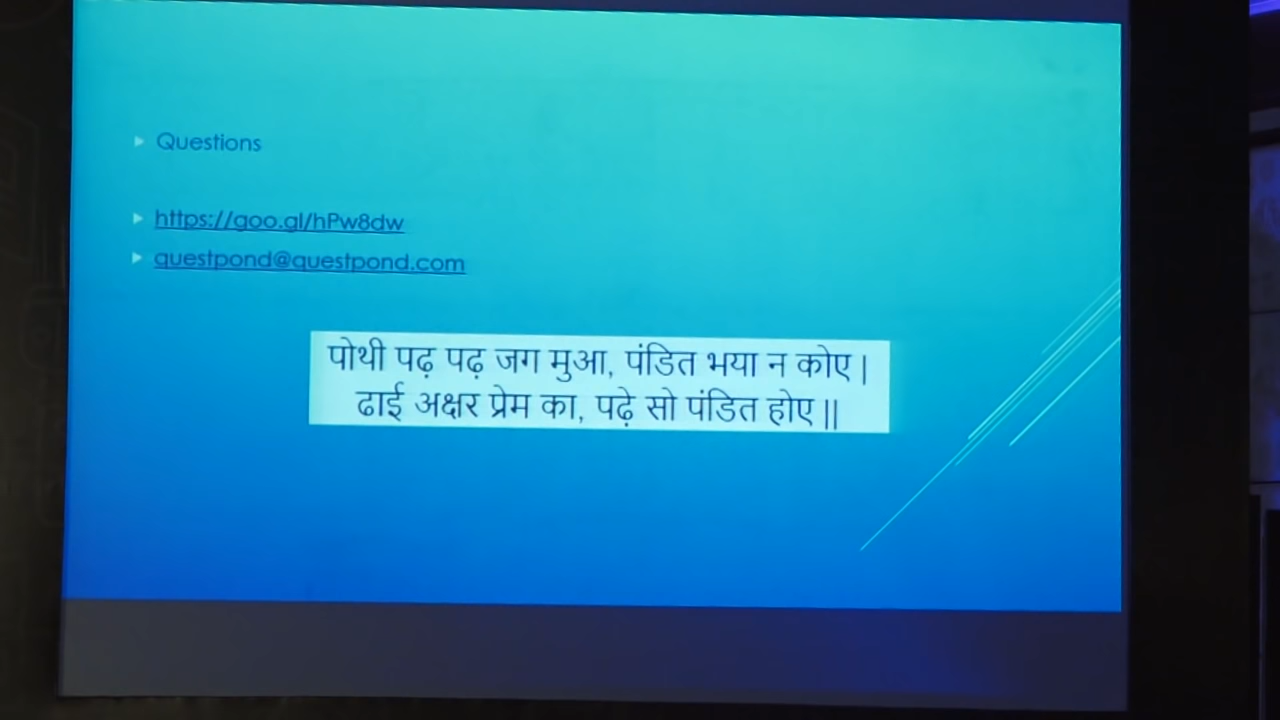 Questions
https://goo.gl/hPw8dw
questpond@questpond.com
पोथी पढ़ पढ़ जग मुआ, पंडित भया न कोए |
ढाई अक्षर प्रेम का, पढ़े सो पंडित होए ||